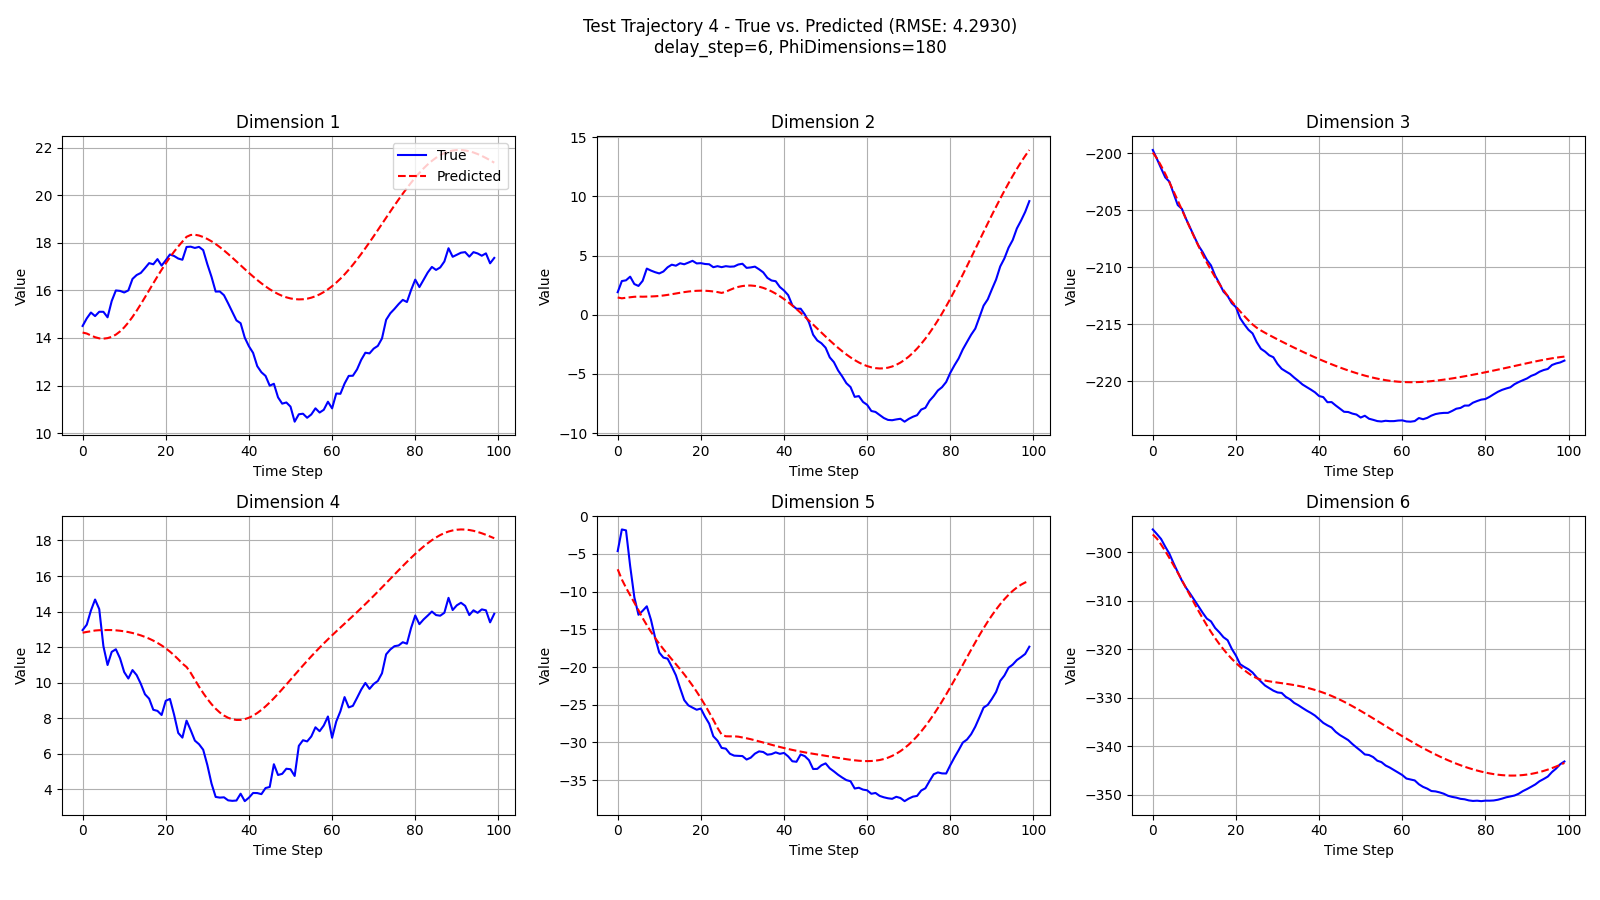 Test Trajectory 4 - True vs. Predicted (RMSE: 4.2930)
delay_step=6, PhiDimensions=180
Dimension 1
22
20
18
16
14
12
10
Value
0 20 40 60 80 100
Time Step
True
Predicted
Dimension 2
15
10
5
0
−5
−10
Value
0 20 40 60 80 100
Time Step
Dimension 3
−200
−205
−210
−215
−220
Value
0 20 40 60 80 100
Time Step
Dimension 4
18
16
14
12
10
8
6
4
Value
0 20 40 60 80 100
Time Step
Dimension 5
0
−5
−10
−15
−20
−25
−30
−35
Value
0 20 40 60 80 100
Time Step
Dimension 6
−300
−310
−320
−330
−340
−350
Value
0 20 40 60 80 100
Time Step